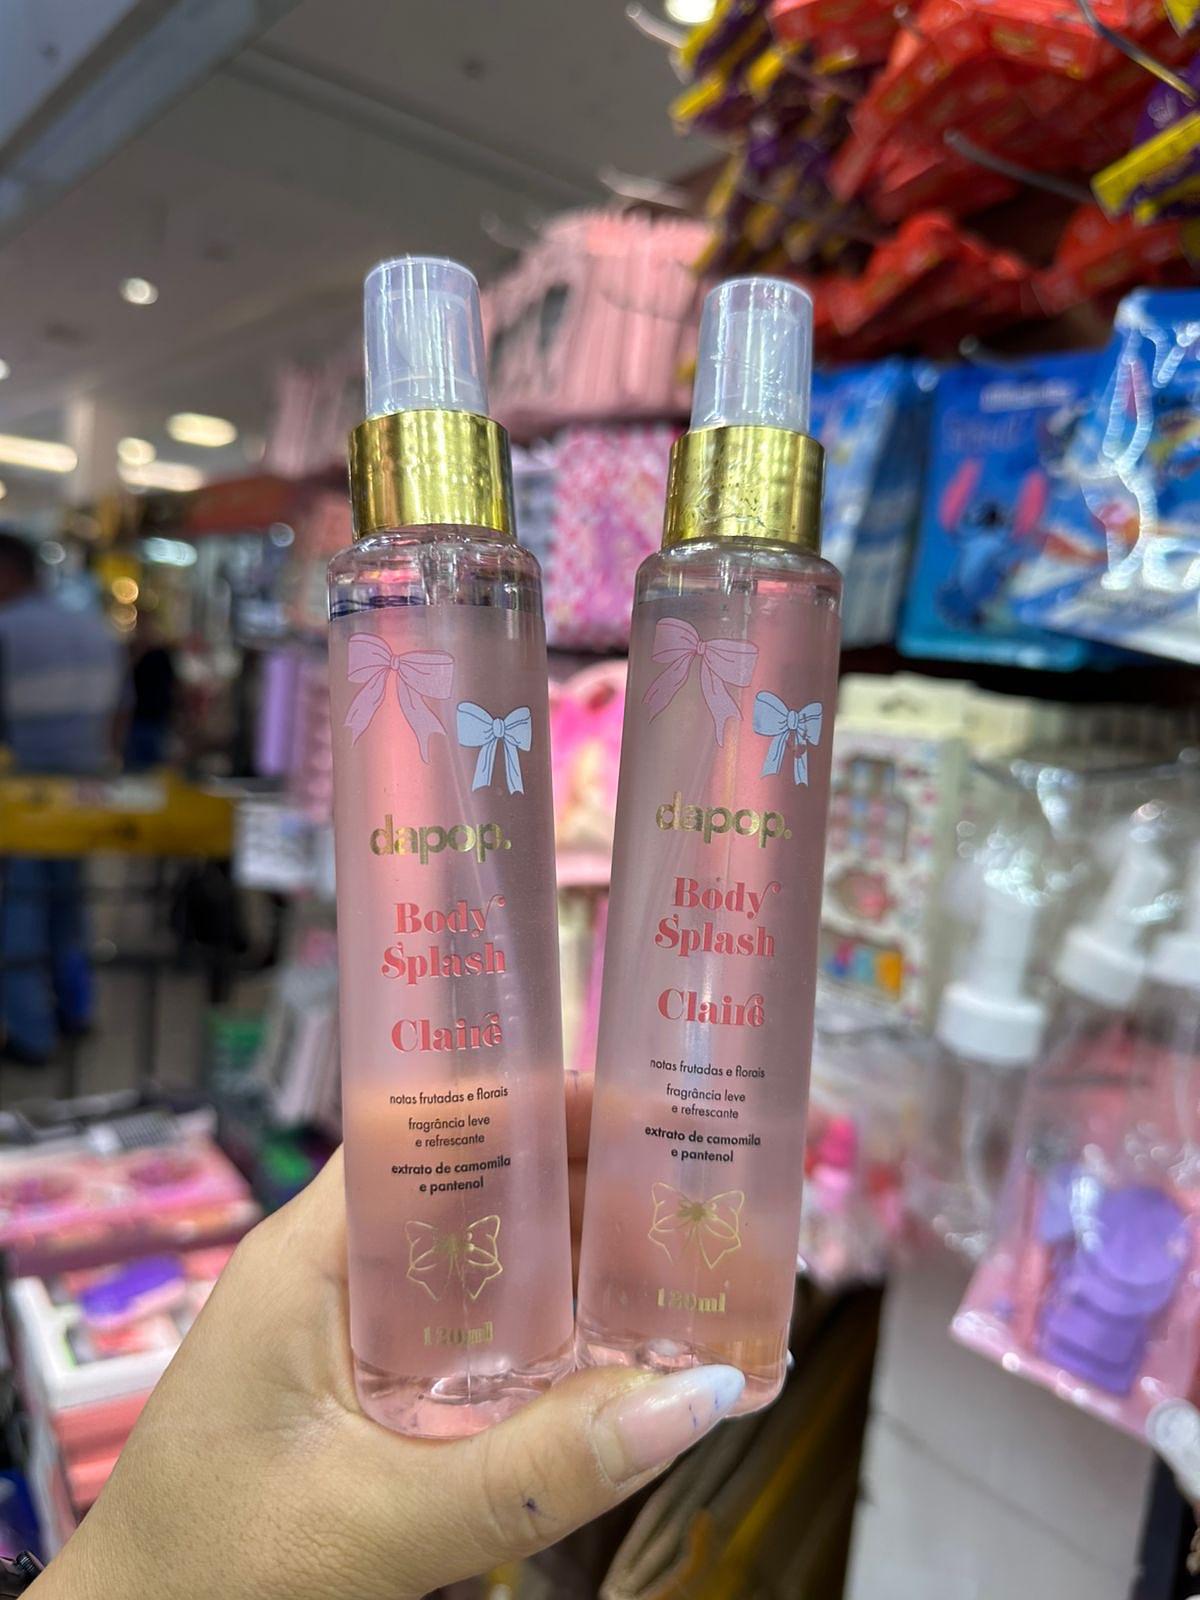 dapop.
Body
Splash
Claire
notas frutadas e florais
fragrância leve
e refrescante
extrato de camomila
e pantenol
120ml
dapop.
Body
Splash
Claire
notas frutadas e florais
fragrância leve
e refrescante
extrato de camomila
e pantenol
120ml